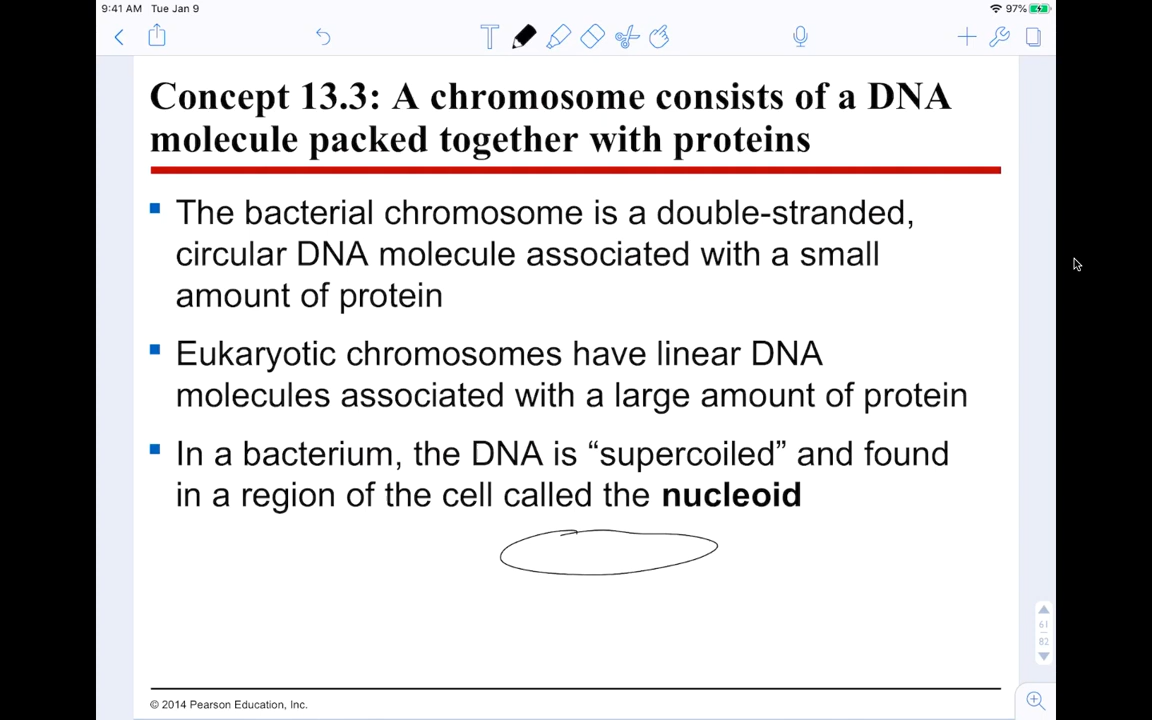 9:41 AM Tue Jan 9
97%
Concept 13.3: A chromosome consists of a DNA
molecule packed together with proteins
The bacterial chromosome is a double-stranded,
circular DNA molecule associated with a small
amount of protein
Eukaryotic chromosomes have linear DNA
molecules associated with a large amount of protein
In a bacterium, the DNA is “supercoiled” and found
in a region of the cell called the nucleoid
61
82
© 2014 Pearson Education, Inc.